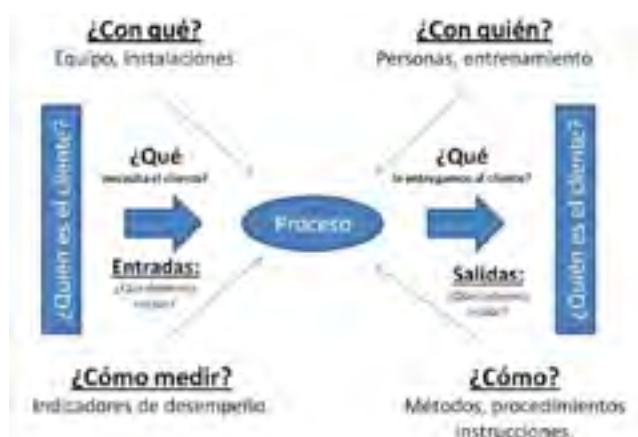 ¿Con qué?
Equipo, instalaciones
¿Con quién?
Personas, entrenamiento
¿Quién es el cliente?
¿Qué
necesita el cliente?
Entradas:
Proceso
¿Qué
le entregamos al cliente?
Salidas:
¿Quién es el cliente?
¿Cómo medir?
Indicadores de desempeño
¿Cómo?
Métodos, procedimientos
instrucciones